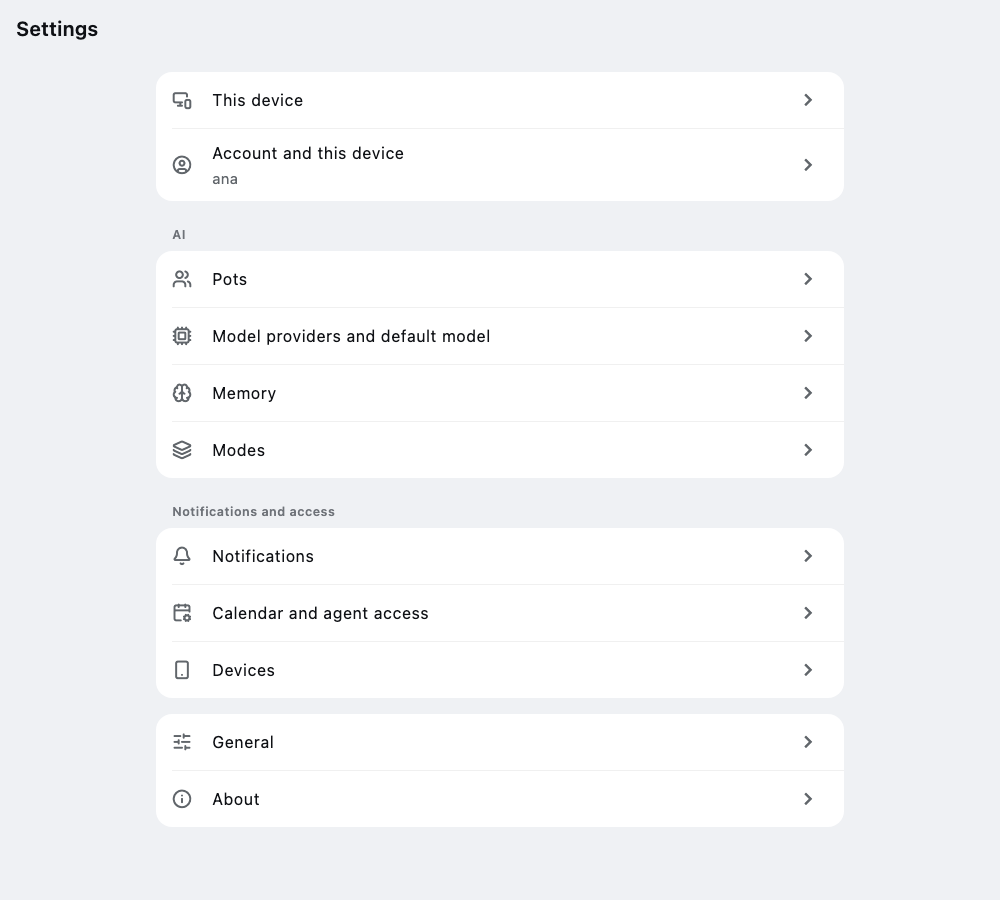 Settings
This device
Account and this device
ana
AI
Pots
Model providers and default model
Memory
Modes
Notifications and access
Notifications
Calendar and agent access
Devices
General
About